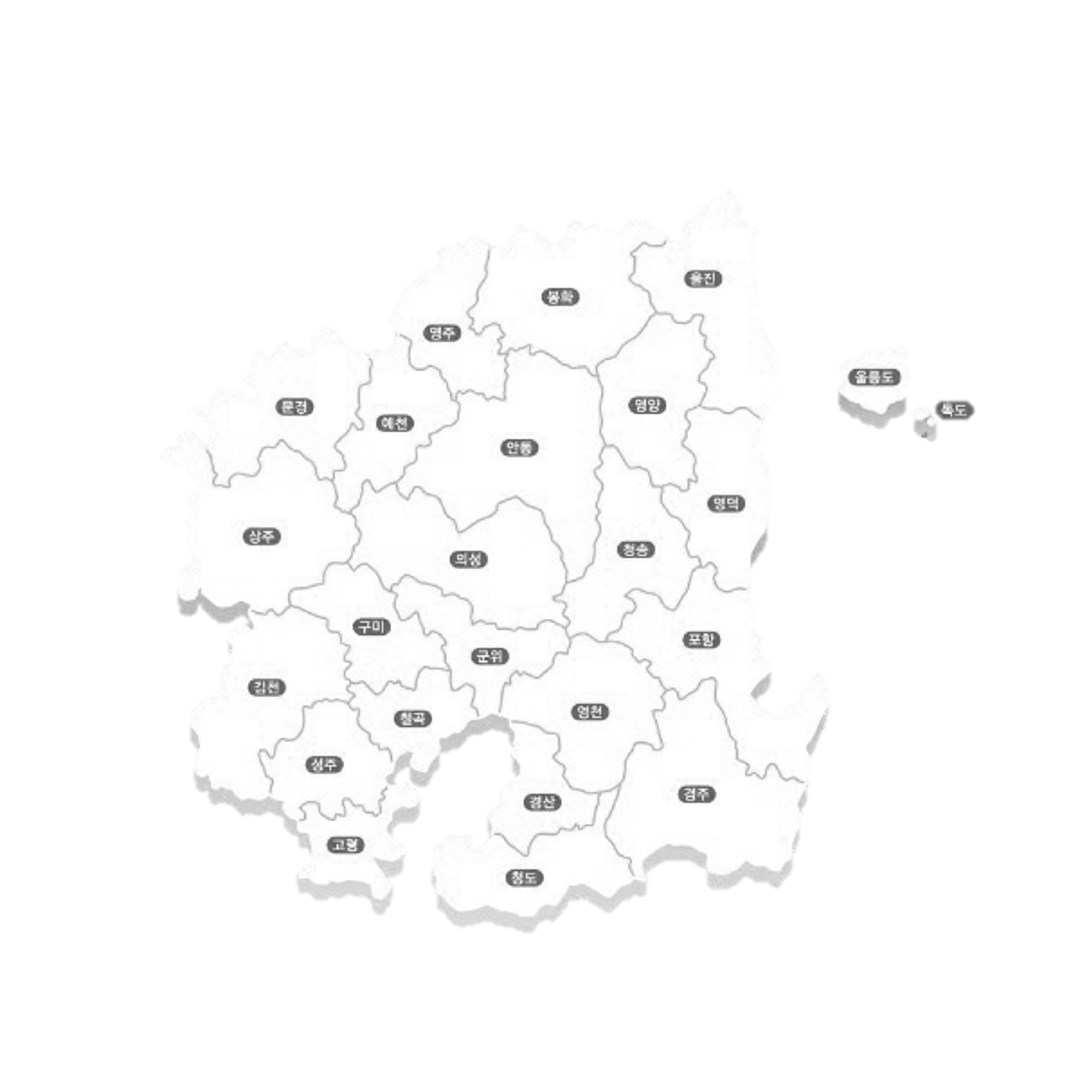 울진
봉화
영주
울릉도
영양
문경
독도
예천
안동
영덕
상주
청송
의성
구미
포항
군위
김천
영천
칠곡
성주
경주
경산
고령
청도